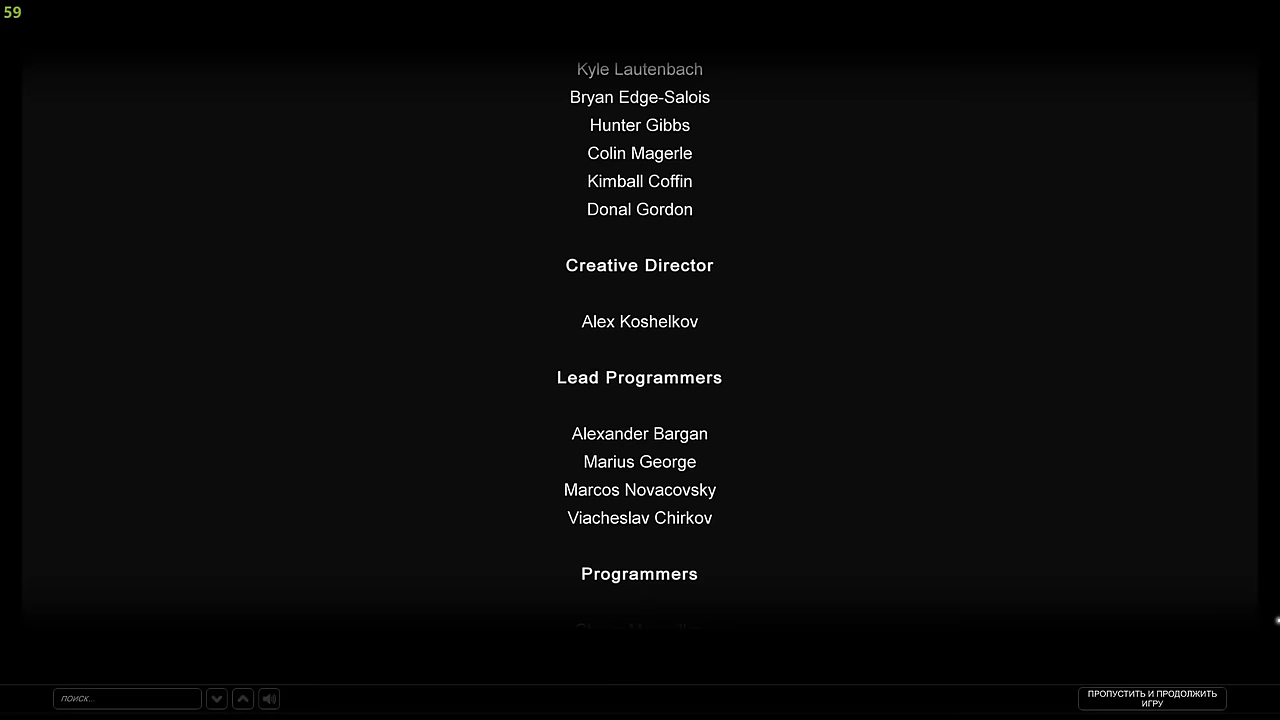 59
Kyle Lautenbach
Bryan Edge-Salois
Hunter Gibbs
Colin Magerle
Kimball Coffin
Donal Gordon
Creative Director
Alex Koshelkov
Lead Programmers
Alexander Bargan
Marius George
Marcos Novacovsky
Viacheslav Chirkov
Programmers
поиск...
ПРОПУСТИТЬ И ПРОДОЛЖИТЬ
ИГРУ